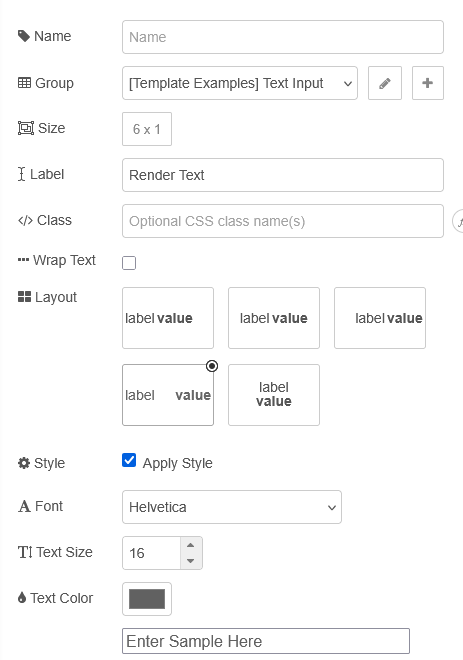 Name Name
Group [Template Examples] Text Input
Size 6 x 1
Label Render Text
</> Class Optional CSS class name(s)
Wrap Text
Layout label value label value label value
label value label
value
Style Apply Style
Font Helvetica
Text Size 16
Text Color
Enter Sample Here